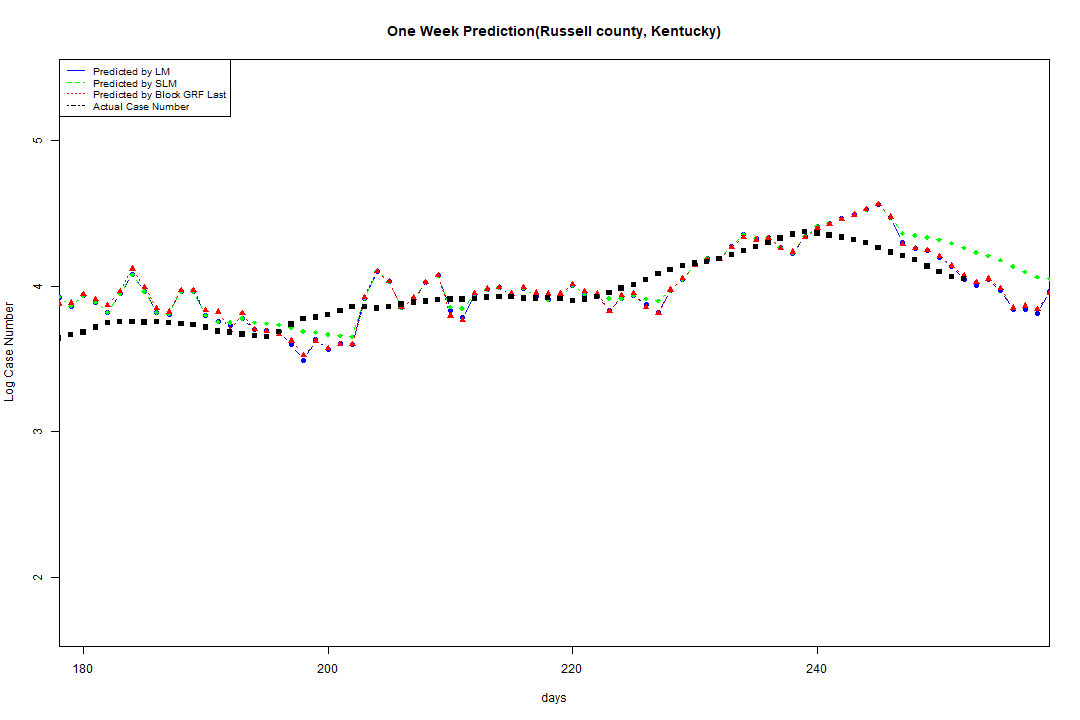 One Week Prediction(Russell county, Kentucky)
Predicted by LM
Predicted by SLM
Predicted by Block GRF Last
Actual Case Number
5
4
3
2
Log Case Number
180 200 220 240
days